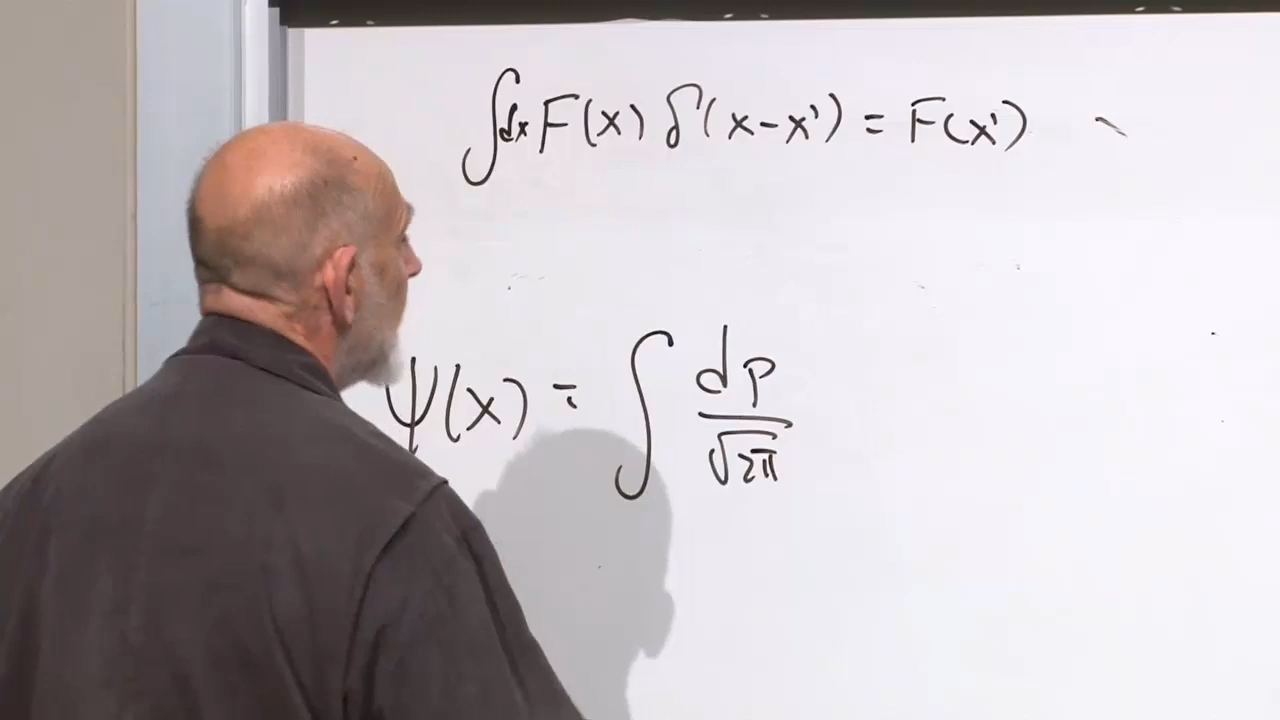 ∫dx F(x) δ(x-x') = F(x')
ψ(x) = ∫ dp/√2π